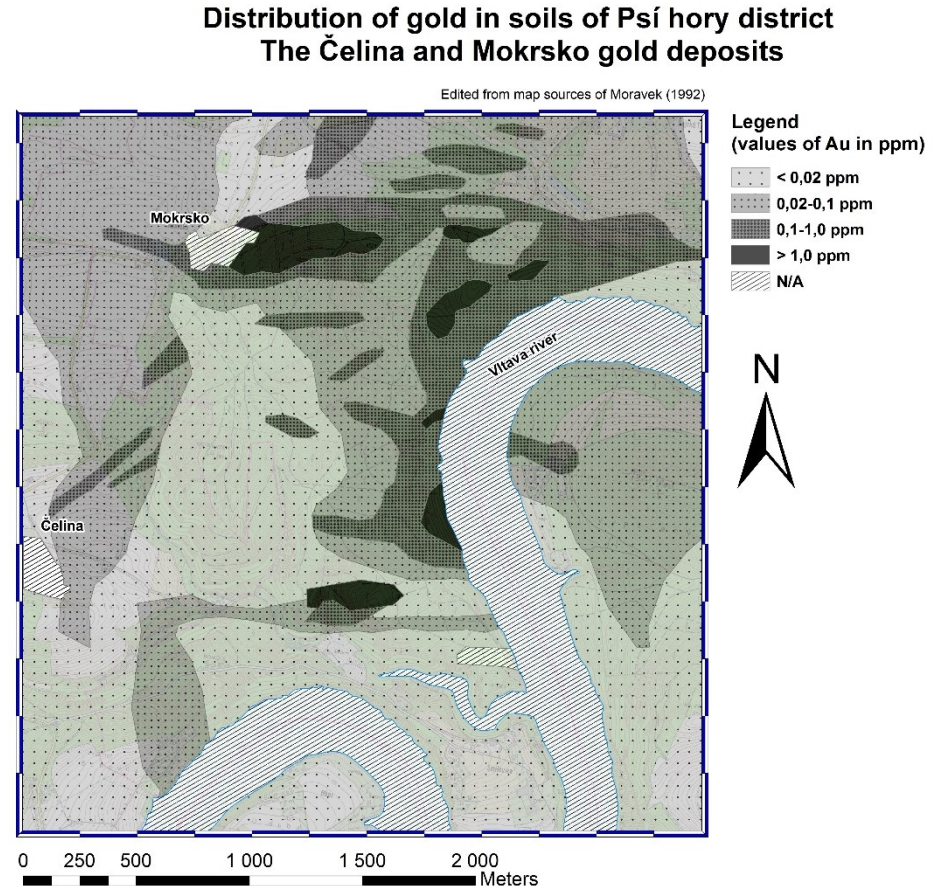 Distribution of gold in soils of Psí hory district
The Čelina and Mokrsko gold deposits
Edited from map sources of Moravek (1992)
Legend
(values of Au in ppm)
< 0,02 ppm
0,02-0,1 ppm
0,1-1,0 ppm
> 1,0 ppm
N/A
Mokrsko
Vltava river
N
Čelina
0 250 500 1 000 1 500 2 000
Meters